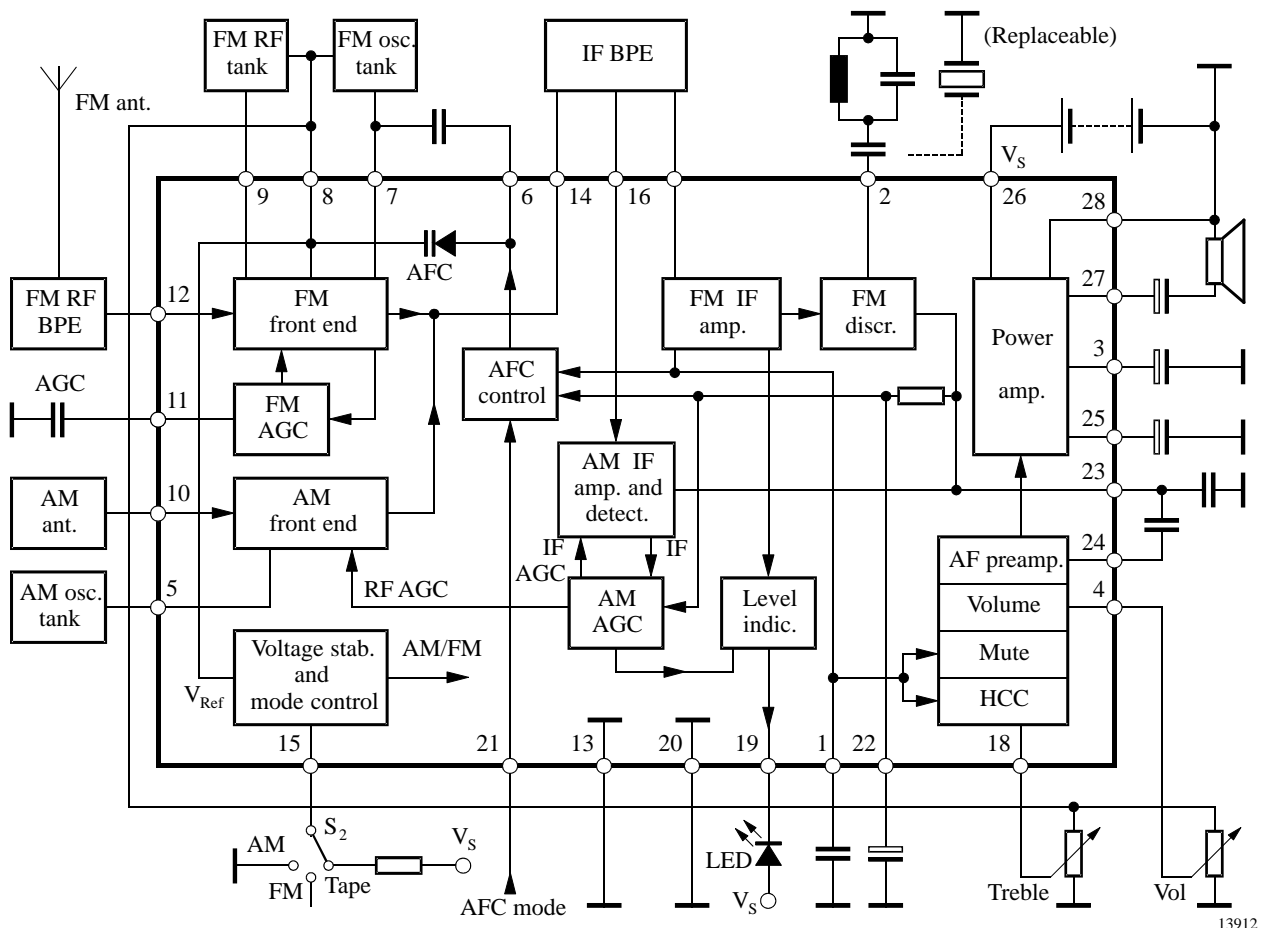 FM RF
tank
FM osc.
tank
IF BPE
(Replaceable)
FM ant.
V_S
9
8
7
6
14
16
2
26
28
AFC
FM RF
BPE
12
FM
front end
FM IF
amp.
FM
discr.
27
Power
amp.
3
AFC
control
AGC
11
FM
AGC
25
AM IF
amp. and
detect.
23
AM
ant.
10
AM
front end
IF
AGC
IF
AF preamp.
24
AM osc.
tank
5
RF AGC
AM
AGC
Level
indic.
Volume
4
Voltage stab.
and
mode control
AM/FM
Mute
V_Ref
HCC
15
21
13
20
19
1
22
18
S_2
V_S
AM
LED
Tape
FM
Treble
Vol
AFC mode
V_S
13912